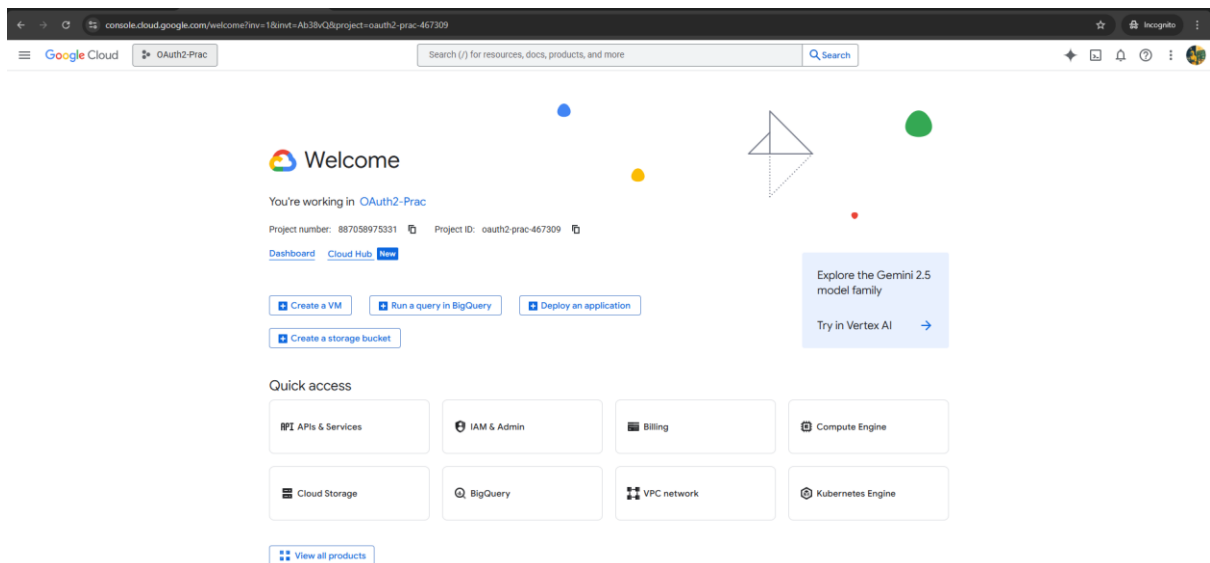 console.cloud.google.com/welcome?inv=1&invt=Ab38vQ&project=oauth2-prac-467309
Incognito
Google Cloud OAuth2-Prac Search (/) for resources, docs, products, and more Search
Welcome
You're working in OAuth2-Prac
Project number: 887058975331 Project ID: oauth2-prac-467309
Dashboard Cloud Hub New
Explore the Gemini 2.5
model family
Try in Vertex AI
Create a VM Run a query in BigQuery Deploy an application
Create a storage bucket
Quick access
API APIs & Services IAM & Admin Billing Compute Engine
Cloud Storage BigQuery VPC network Kubernetes Engine
View all products